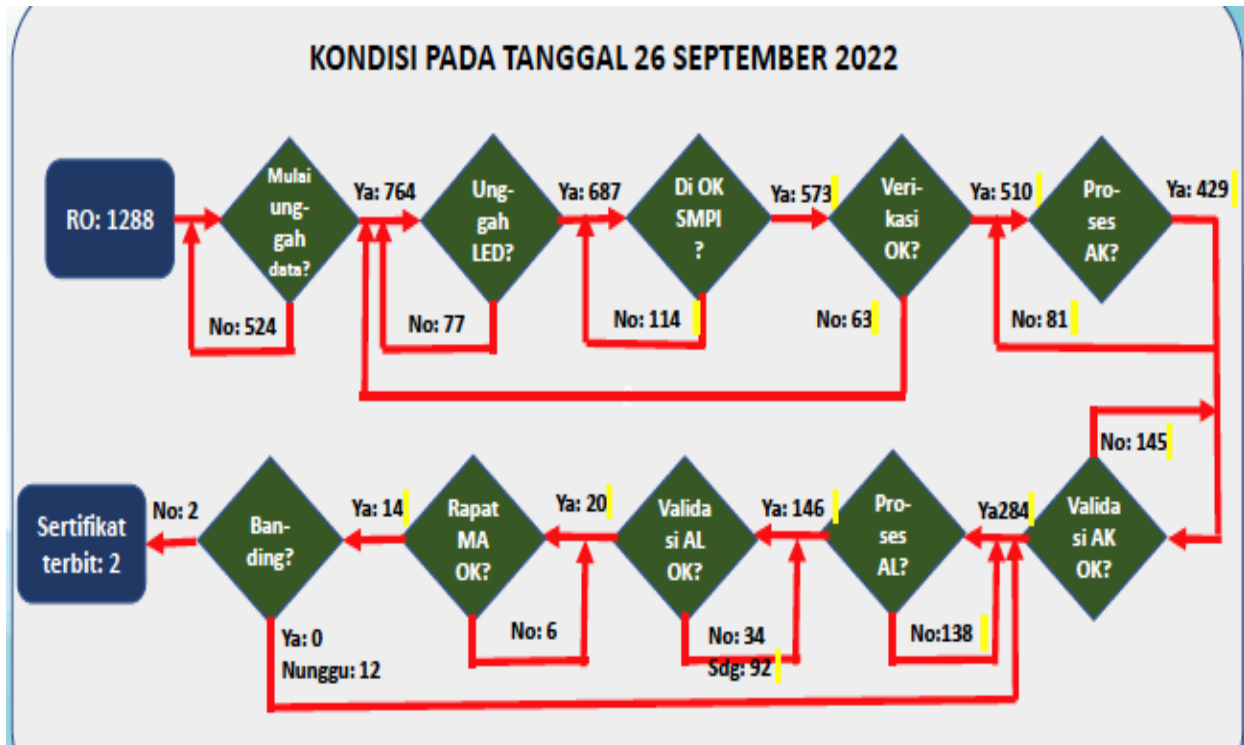 KONDISI PADA TANGGAL 26 SEPTEMBER 2022
RO: 1288
Mulai
ung-
gah
data?
Ya: 764
Ung-
gah
LED?
Ya: 687
Di OK
SMPI
?
Ya: 573
Veri-
kasi
OK?
Ya: 510
Pro-
ses
AK?
Ya: 429
No: 524
No: 77
No: 114
No: 63
No: 81
No: 145
Valida
si AK
OK?
Ya284
Pro-
ses
AL?
Ya: 146
Valida
si AL
OK?
Ya: 20
Rapat
MA
OK?
Ya: 14
Ban-
ding?
No: 2
Sertifikat
terbit: 2
Ya: 0
Nunggu: 12
No: 6
No: 34
Sdg: 92
No:138